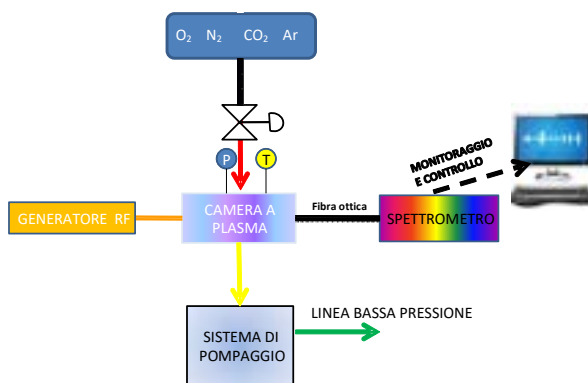 O₂ N₂ CO₂ Ar
P
T
MONITORAGGIO
E CONTROLLO
GENERATORE RF
CAMERA A
PLASMA
Fibra ottica
SPETTROMETRO
LINEA BASSA PRESSIONE
SISTEMA DI
POMPAGGIO